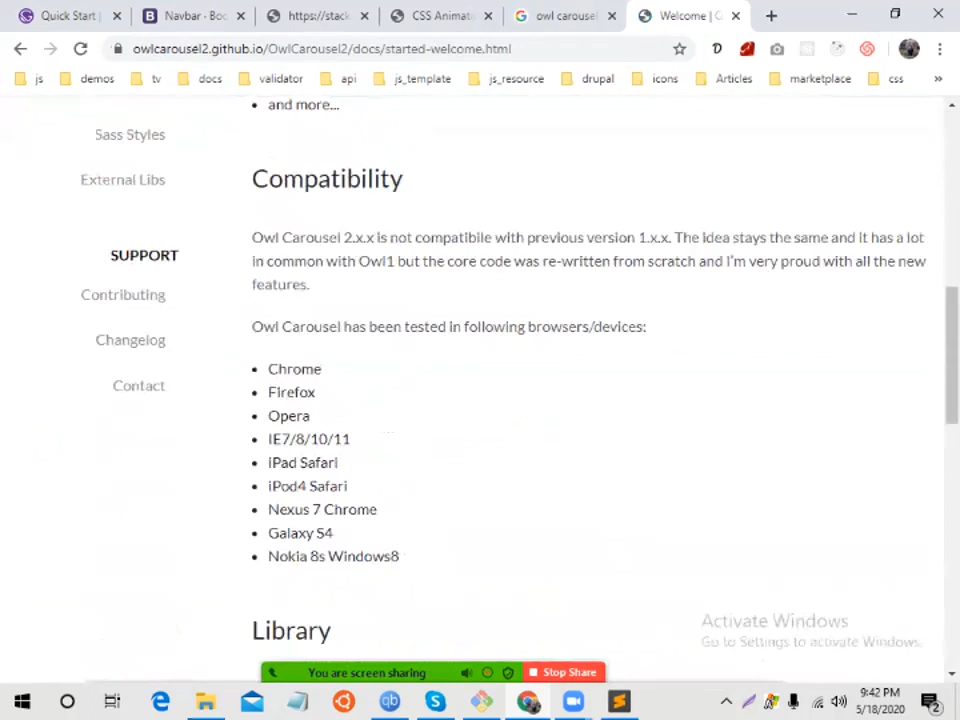 Quick Start |
Navbar - Boo
https://stack
CSS Animati
owl carousel
Welcome | O
owlcarousel2.github.io/OwlCarousel2/docs/started-welcome.html
js
demos
tv
docs
validator
api
js_template
js_resource
drupal
icons
Articles
marketplace
css
»
and more...
Sass Styles
External Libs
SUPPORT
Contributing
Changelog
Contact
Compatibility
Owl Carousel 2.x.x is not compatibile with previous version 1.x.x. The idea stays the same and it has a lot
in common with Owl1 but the core code was re-written from scratch and I'm very proud with all the new
features.
Owl Carousel has been tested in following browsers/devices:
Chrome
Firefox
Opera
IE7/8/10/11
iPad Safari
iPod4 Safari
Nexus 7 Chrome
Galaxy S4
Nokia 8s Windows8
Library
Activate Windows
Go to Settings to activate Windows.
You are screen sharing
Stop Share
9:42 PM
5/18/2020
2